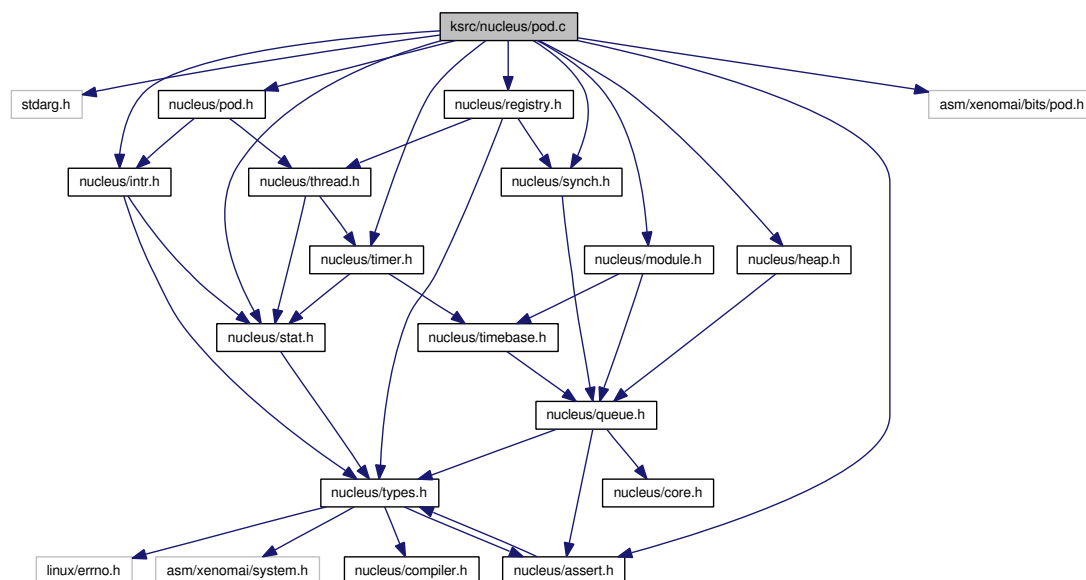 ksrc/nucleus/pod.c
stdarg.h
nucleus/pod.h
nucleus/registry.h
asm/xenomai/bits/pod.h
nucleus/intr.h
nucleus/thread.h
nucleus/synch.h
nucleus/timer.h
nucleus/module.h
nucleus/heap.h
nucleus/stat.h
nucleus/timebase.h
nucleus/queue.h
nucleus/types.h
nucleus/core.h
linux/errno.h
asm/xenomai/system.h
nucleus/compiler.h
nucleus/assert.h